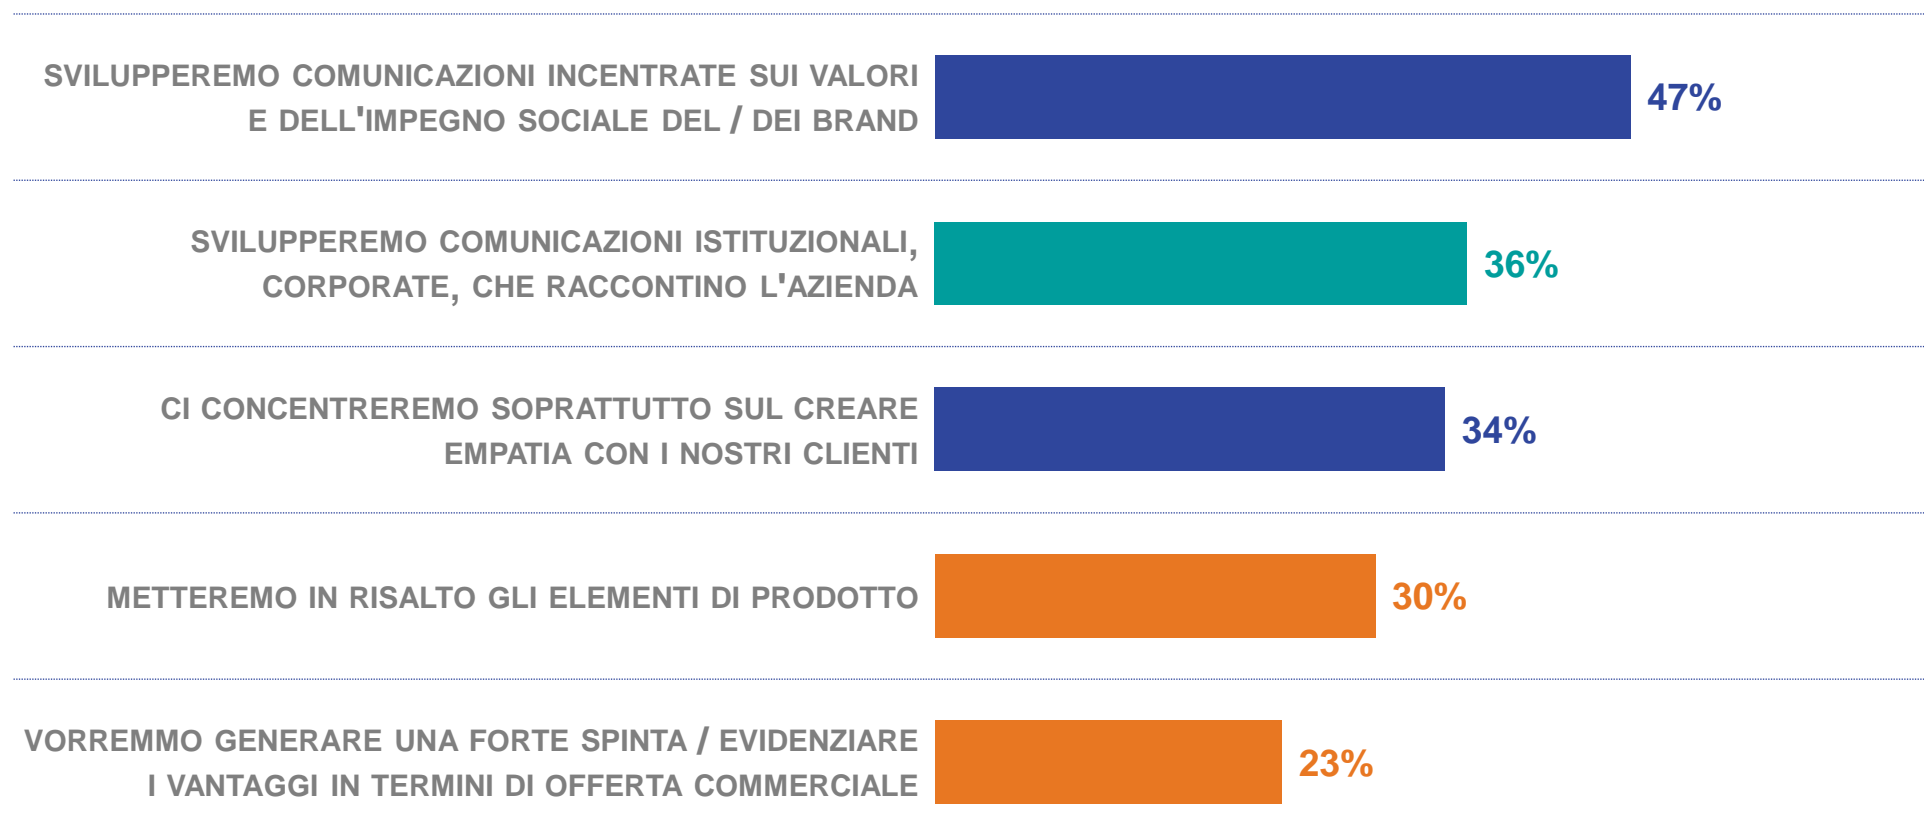 SVILUPPEREMO COMUNICAZIONI INCENTRATE SUI VALORI
E DELL'IMPEGNO SOCIALE DEL / DEI BRAND
47%
SVILUPPEREMO COMUNICAZIONI ISTITUZIONALI,
CORPORATE, CHE RACCONTINO L'AZIENDA
36%
CI CONCENTREREMO SOPRATTUTTO SUL CREARE
EMPATIA CON I NOSTRI CLIENTI
34%
METTEREMO IN RISALTO GLI ELEMENTI DI PRODOTTO
30%
VORREMMO GENERARE UNA FORTE SPINTA / EVIDENZIARE
I VANTAGGI IN TERMINI DI OFFERTA COMMERCIALE
23%